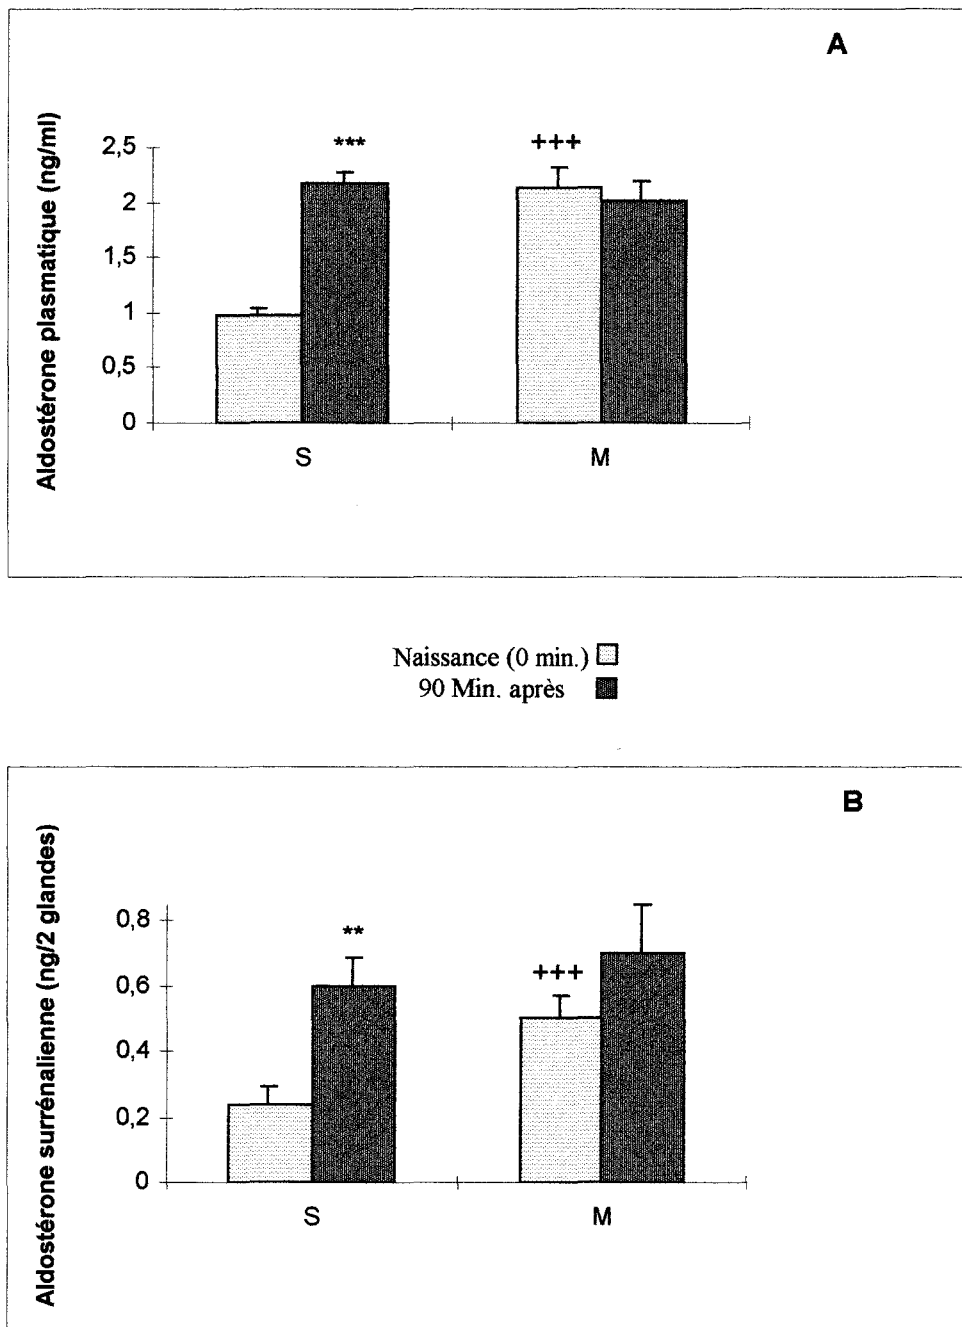 A
Aldostérone plasmatique (ng/ml)
2,5
2
1,5
1
0,5
0
***
+++
S
M
Naissance (0 min.)
90 Min. après
B
Aldostérone surrénalienne (ng/2 glandes)
0,8
0,6
0,4
0,2
0
**
+++
S
M